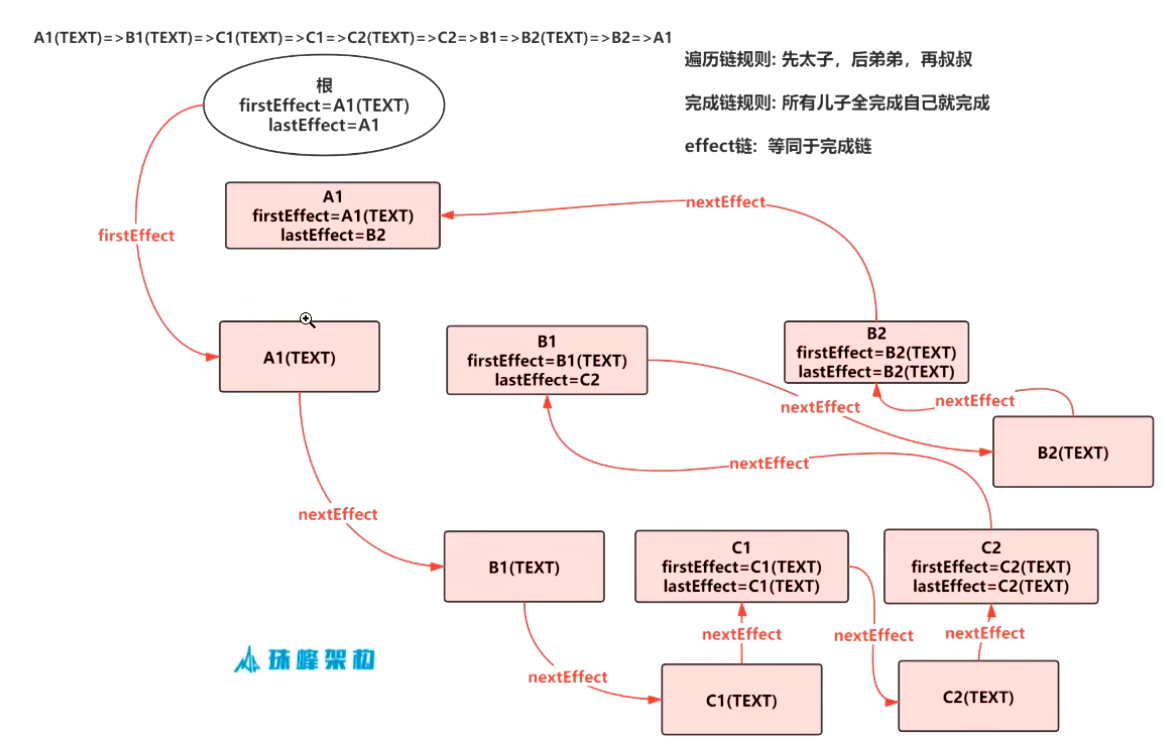 A1(TEXT)=>B1(TEXT)=>C1(TEXT)=>C1=>C2(TEXT)=>C2=>B1=>B2(TEXT)=>B2=>A1
遍历链规则: 先太子，后弟弟，再叔叔
完成链规则: 所有儿子全完成自己就完成
effect链: 等同于完成链
根
firstEffect=A1(TEXT)
lastEffect=A1
A1
firstEffect=A1(TEXT)
lastEffect=B2
nextEffect
firstEffect
A1(TEXT)
B1
firstEffect=B1(TEXT)
lastEffect=C2
B2
firstEffect=B2(TEXT)
lastEffect=B2(TEXT)
nextEffect
nextEffect
B2(TEXT)
nextEffect
nextEffect
B1(TEXT)
C1
firstEffect=C1(TEXT)
lastEffect=C1(TEXT)
C2
firstEffect=C2(TEXT)
lastEffect=C2(TEXT)
nextEffect
nextEffect
nextEffect
nextEffect
C1(TEXT)
C2(TEXT)
珠峰架构